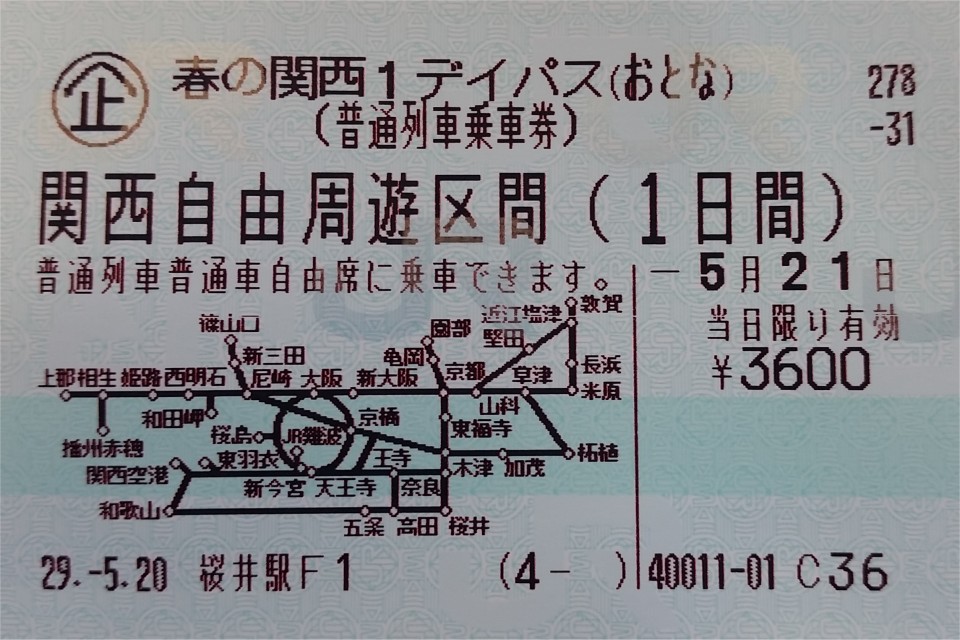 企 春の関西1デイパス(おとな) 278
(普通列車乗車券) -31
関西自由周遊区間(1日間)
普通列車普通車自由席に乗車できます。
-5月21日
当日限り有効
¥3600
敦賀
近江塩津
篠山口 園部 堅田
新三田 亀岡 長浜
上郡 相生 姫路 西明石 尼崎 大阪 新大阪 京都 草津 米原
和田岬 京橋 山科
桜島 JR難波 東福寺
播州赤穂 東羽衣 王寺 柘植
関西空港 木津 加茂
新今宮 天王寺 奈良
和歌山
五条 高田 桜井
29.-5.20 桜井駅F1 (4- ) 40011-01 C36